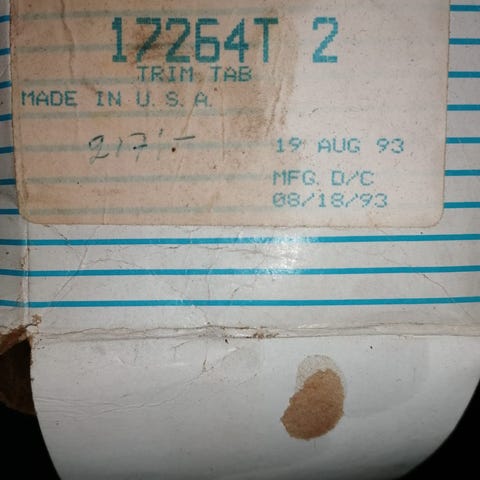 17264T 2
TRIM TAB
MADE IN U.S.A.
217/-
19 AUG 93
MFG. D/C
08/18/93